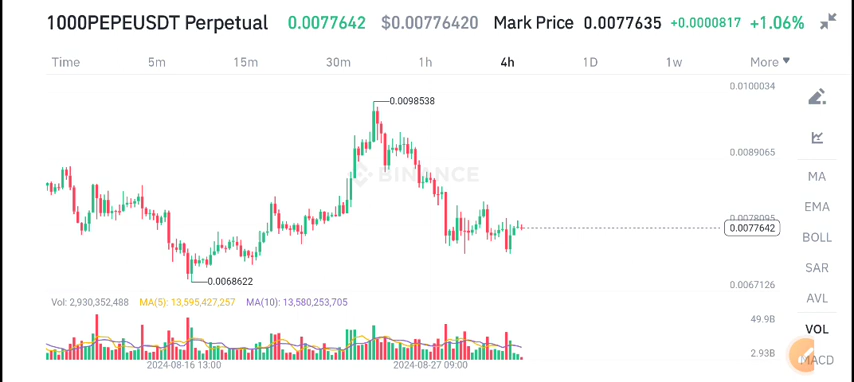 1000PEPEUSDT Perpetual 0.0077642 $0.00776420 Mark Price 0.0077635 +0.0000817 +1.06%
Time 5m 15m 30m 1h 4h 1D 1w More
0.0100034
0.0098538
MA
0.0089065
BINANCE
EMA
0.0078095
0.0077642
BOLL
SAR
0.0068622
0.0067126
AVL
Vol: 2,930,352,488 MA(5): 13,595,427,257 MA(10): 13,580,253,705
49.9B
VOL
2.93B
MACD
2024-08-16 13:00 2024-08-27 09:00